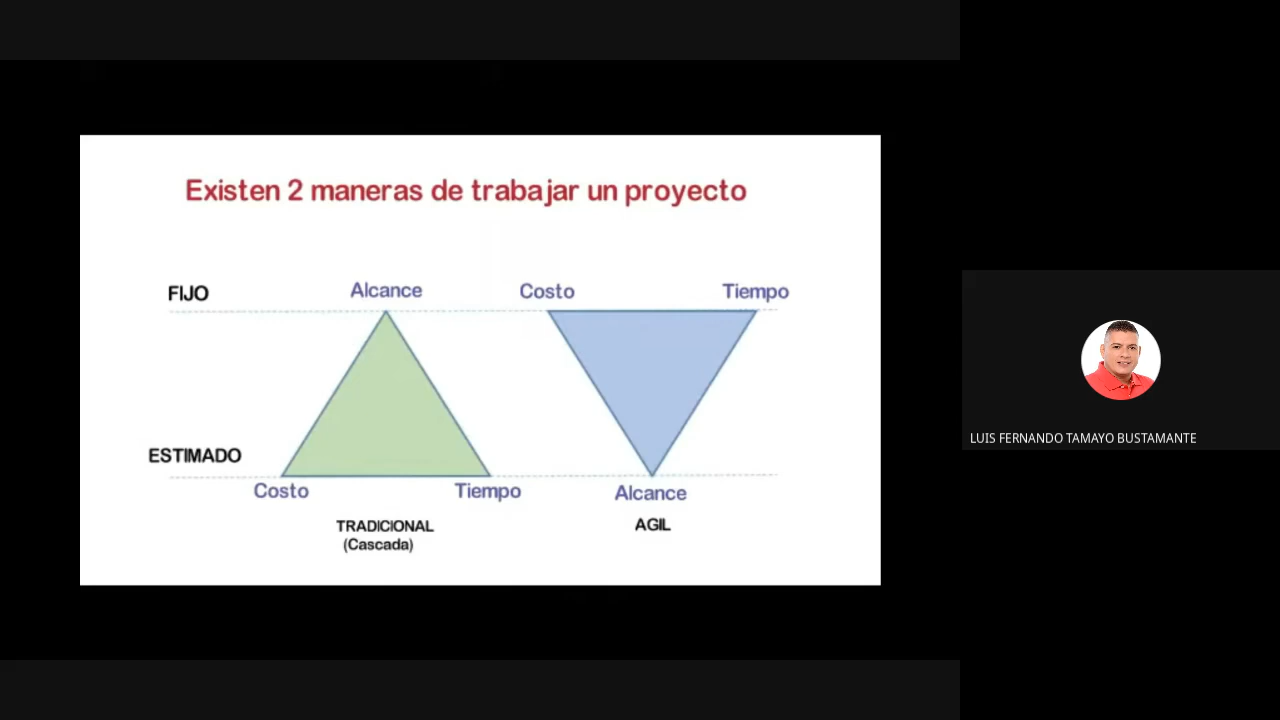 Existen 2 maneras de trabajar un proyecto
FIJO
Alcance
Costo
Tiempo
ESTIMADO
Costo
Tiempo
Alcance
TRADICIONAL
(Cascada)
AGIL
LUIS FERNANDO TAMAYO BUSTAMANTE